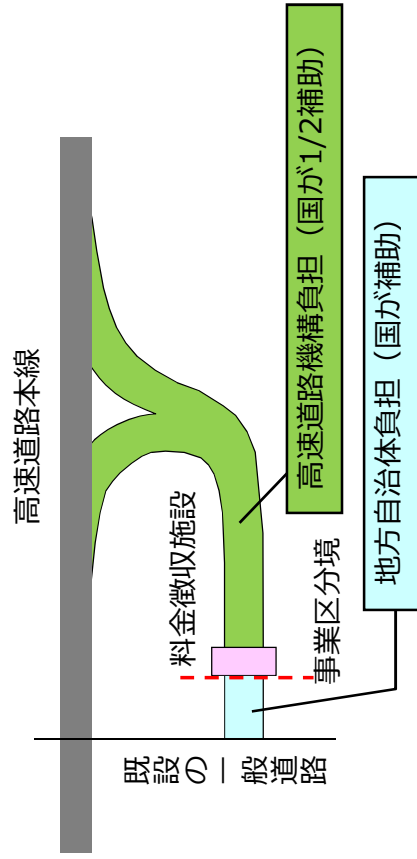 高速道路本線
料金徴収施設
事業区分境
既設の一般道路
高速道路機構負担（国が1/2補助）
地方自治体負担（国が補助）